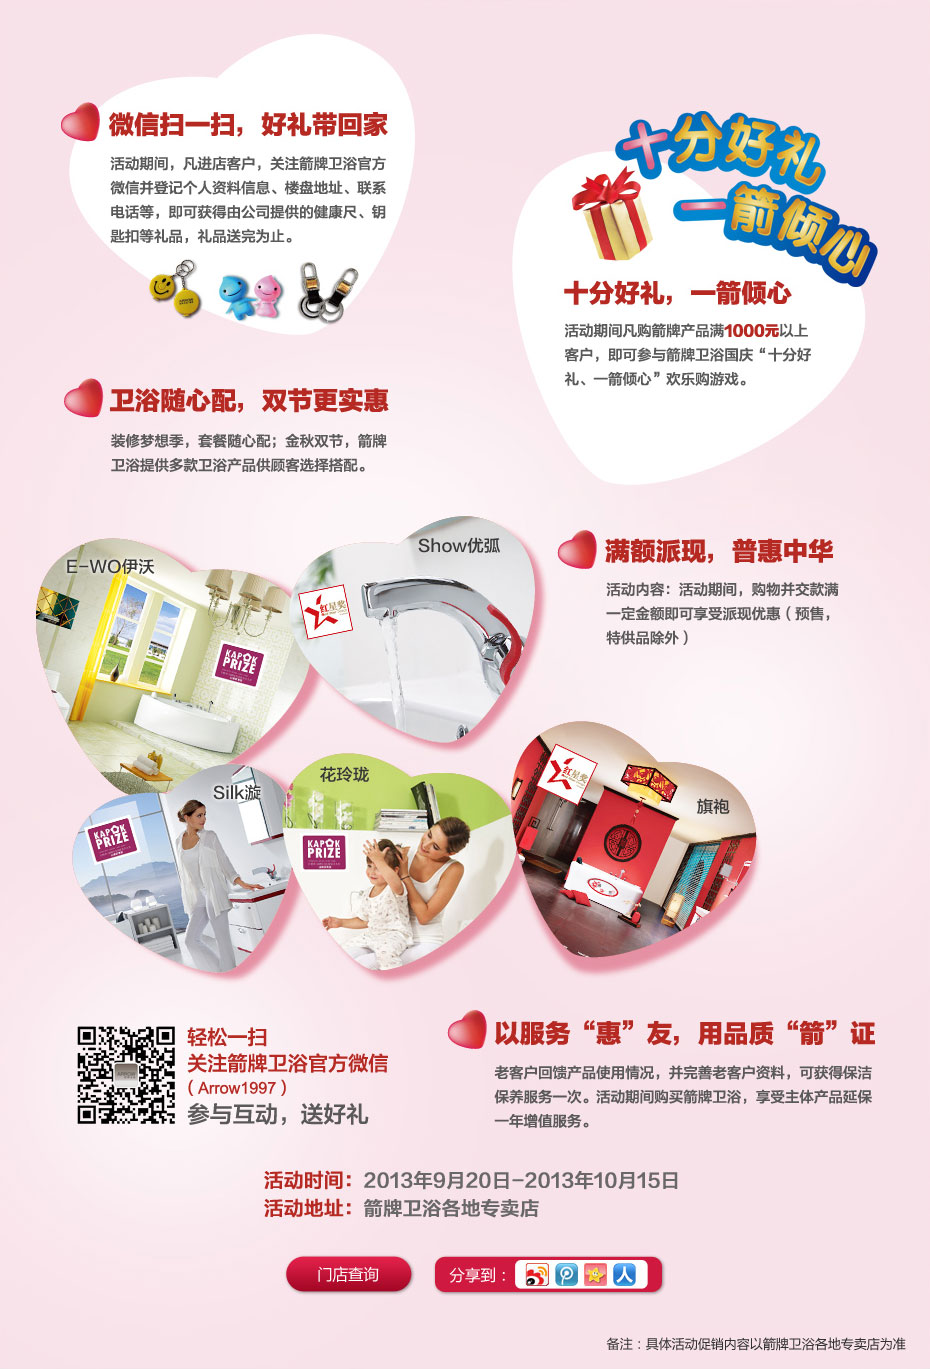 微信扫一扫，好礼带回家
活动期间，凡进店客户，关注箭牌卫浴官方
微信并登记个人资料信息、楼盘地址、联系
电话等，即可获得由公司提供的健康尺、钥
匙扣等礼品，礼品送完为止。
十分好礼
一箭倾心
十分好礼，一箭倾心
活动期间凡购箭牌产品满1000元以上
客户，即可参与箭牌卫浴国庆“十分好
礼、一箭倾心”欢乐购游戏。
卫浴随心配，双节更实惠
装修梦想季，套餐随心配；金秋双节，箭牌
卫浴提供多款卫浴产品供顾客选择搭配。
E-WO伊沃
KAPOK
PRIZE
Show优弧
红星奖
满额派现，普惠中华
活动内容：活动期间，购物并交款满
一定金额即可享受派现优惠（预售，
特供品除外）
Silk漩
KAPOK
PRIZE
花玲珑
KAPOK
PRIZE
红星奖
旗袍
轻松一扫
关注箭牌卫浴官方微信
（Arrow1997）
参与互动，送好礼
以服务“惠”友，用品质“箭”证
老客户回馈产品使用情况，并完善老客户资料，可获得保洁
保养服务一次。活动期间购买箭牌卫浴，享受主体产品延保
一年增值服务。
活动时间：2013年9月20日-2013年10月15日
活动地址：箭牌卫浴各地专卖店
门店查询
分享到：
备注：具体活动促销内容以箭牌卫浴各地专卖店为准